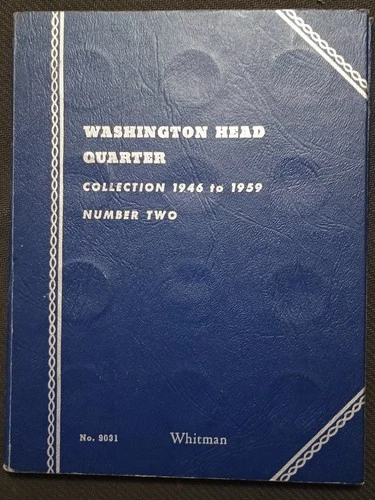 WASHINGTON HEAD
QUARTER
COLLECTION 1946 to 1959
NUMBER TWO
No. 9031 Whitman